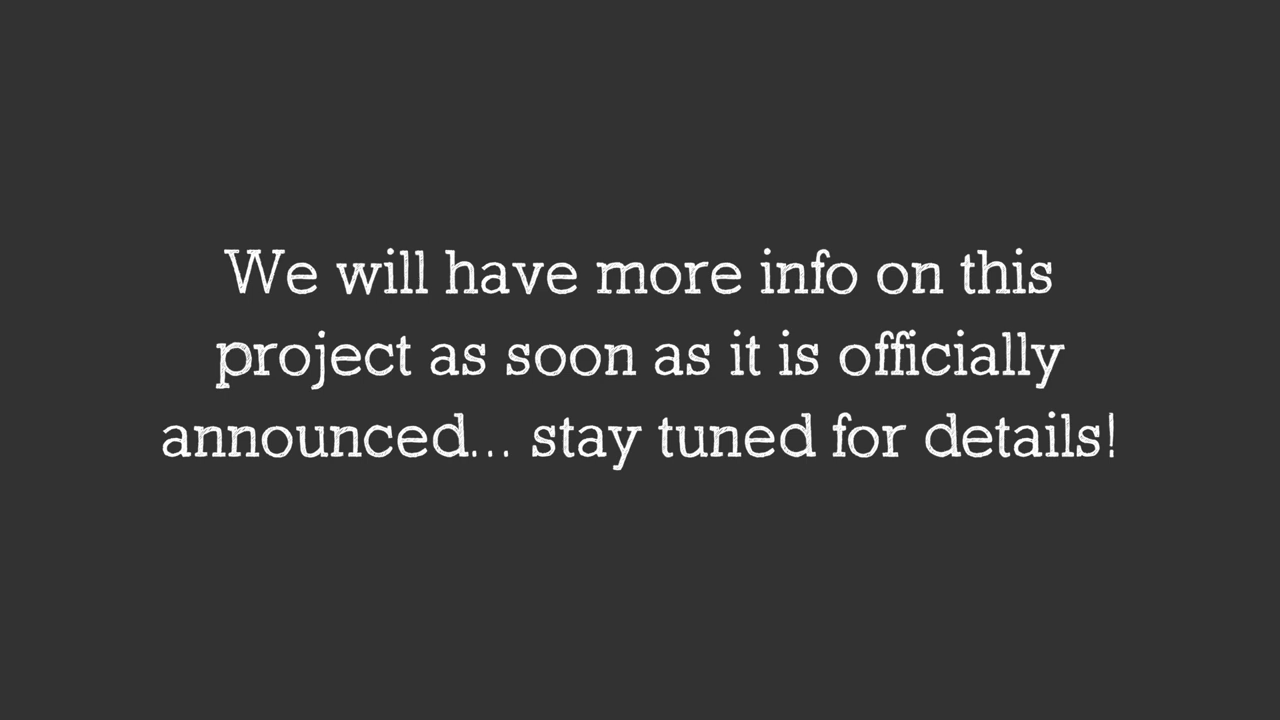 We will have more info on this
project as soon as it is officially
announced... stay tuned for details!